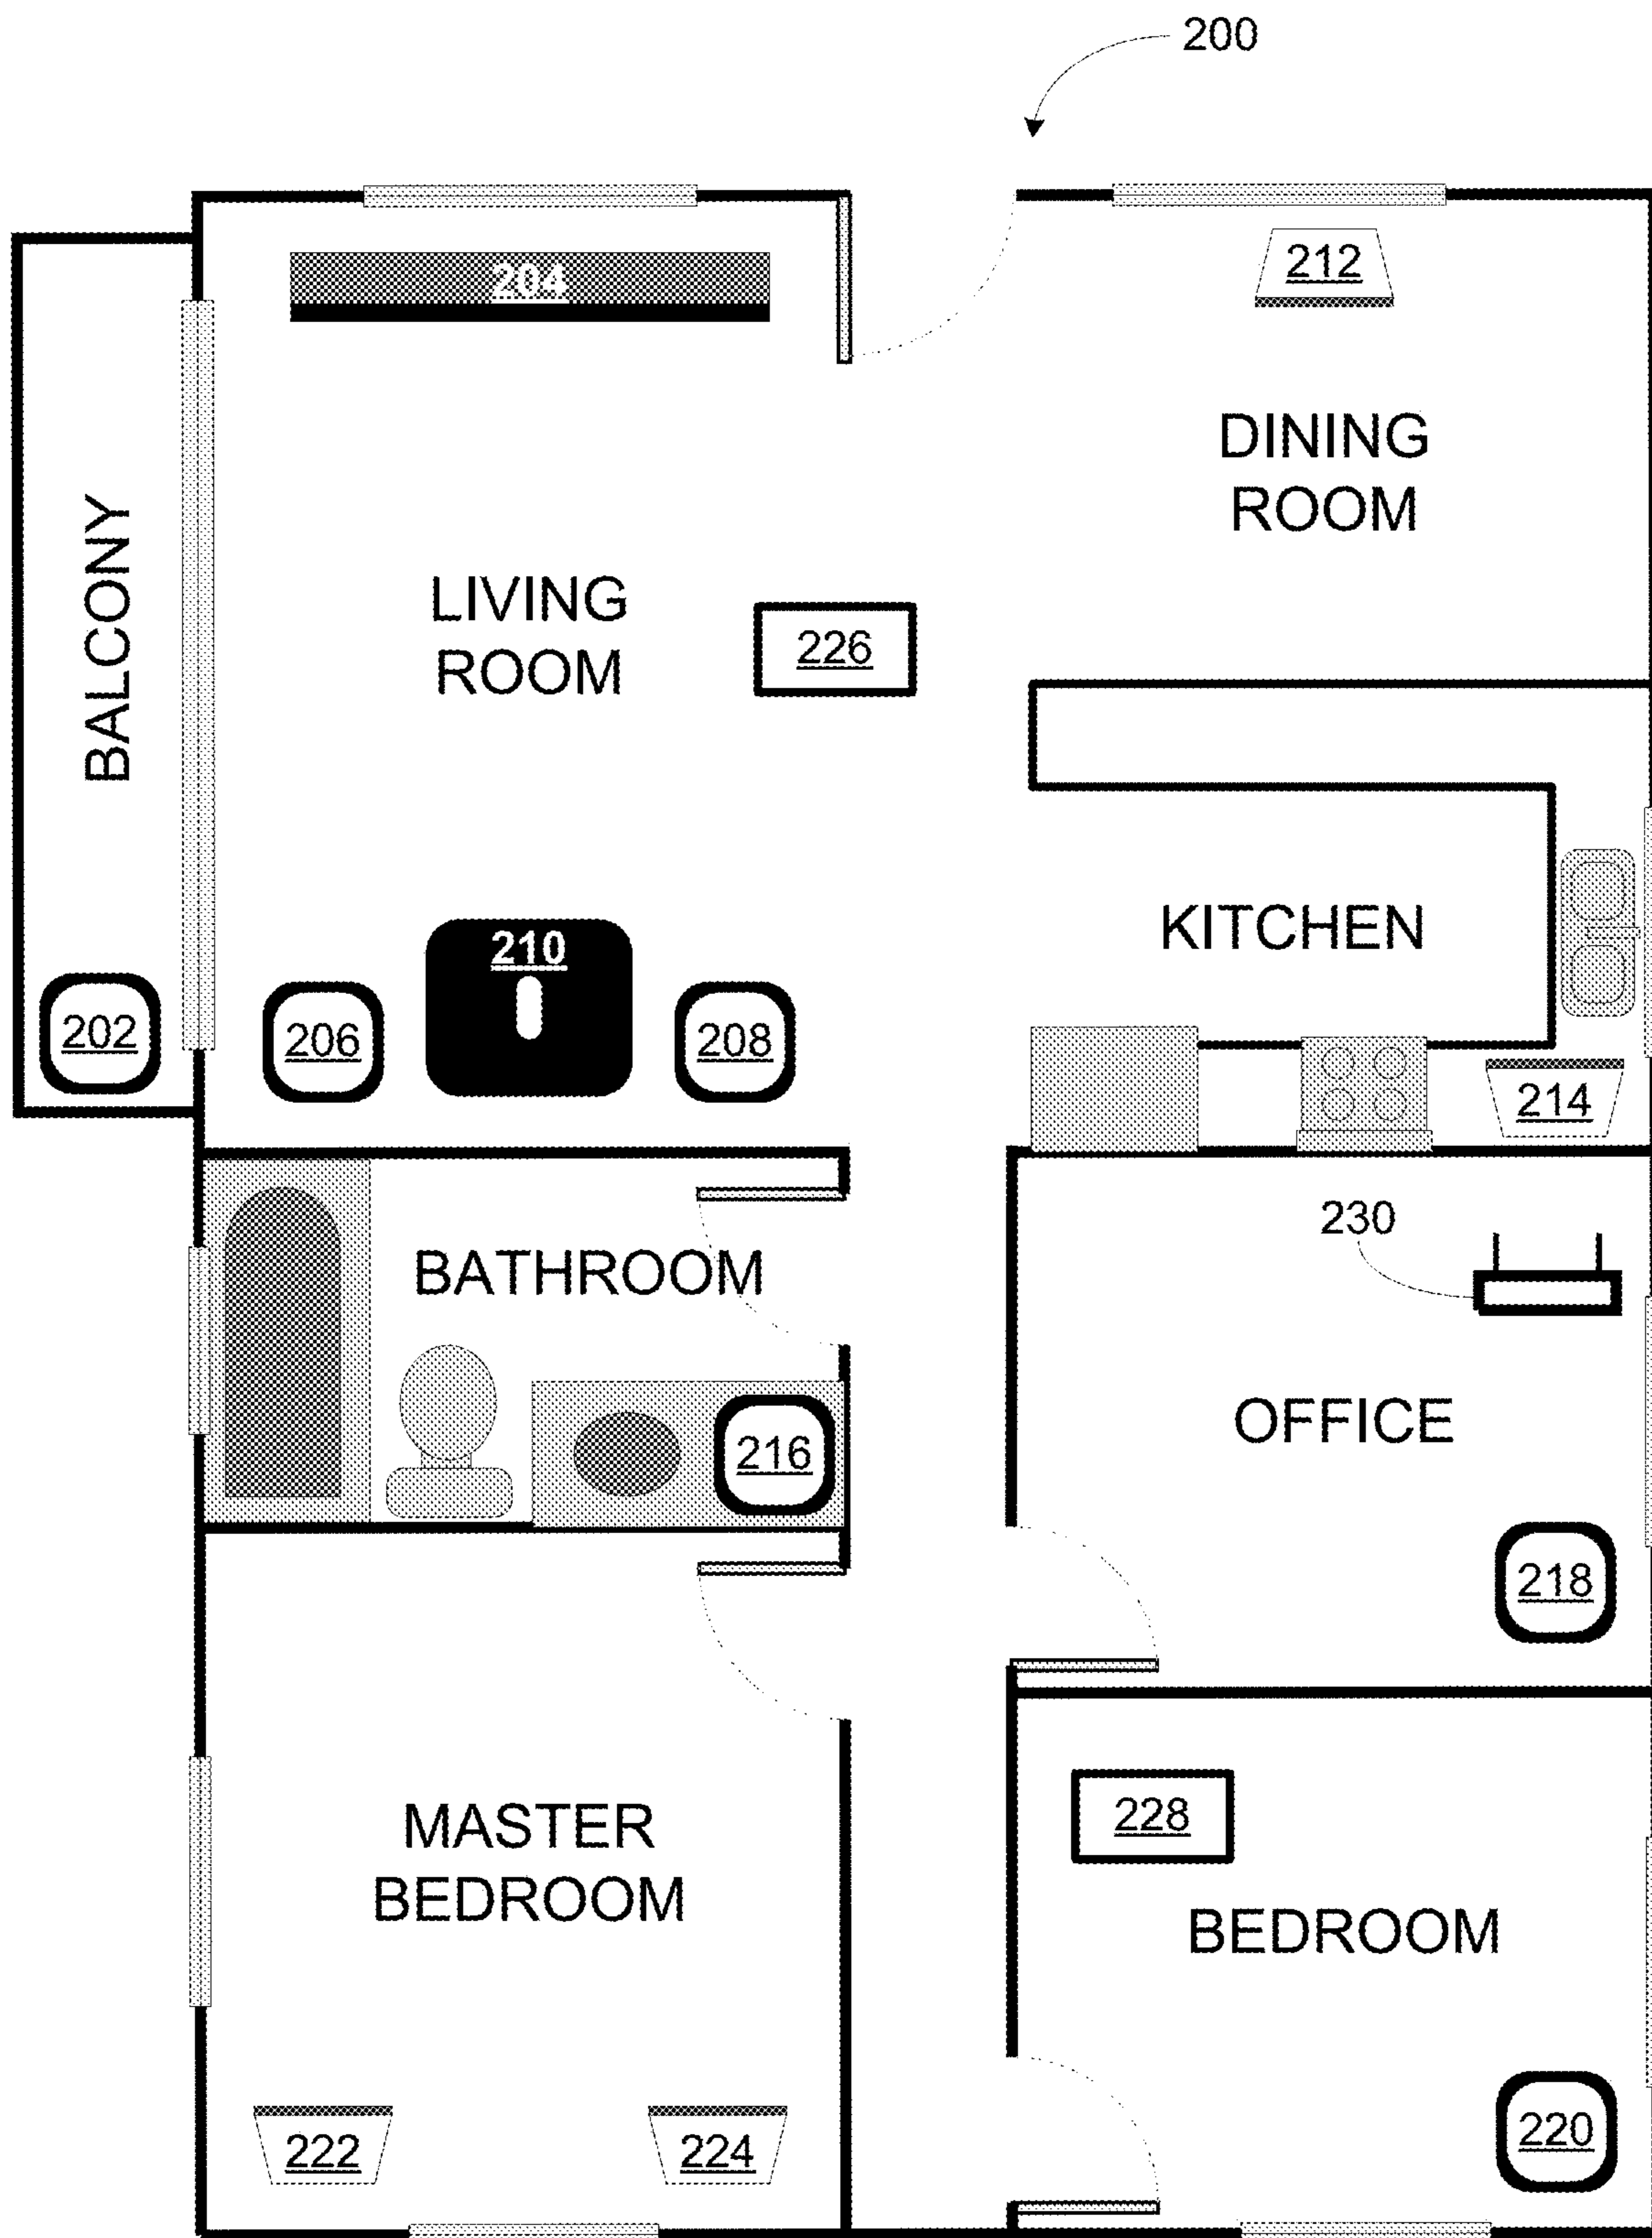 200
204
212
DINING
ROOM
BALCONY
LIVING
ROOM
226
210
KITCHEN
202
206
208
214
230
BATHROOM
OFFICE
216
218
MASTER
BEDROOM
228
BEDROOM
222
224
220